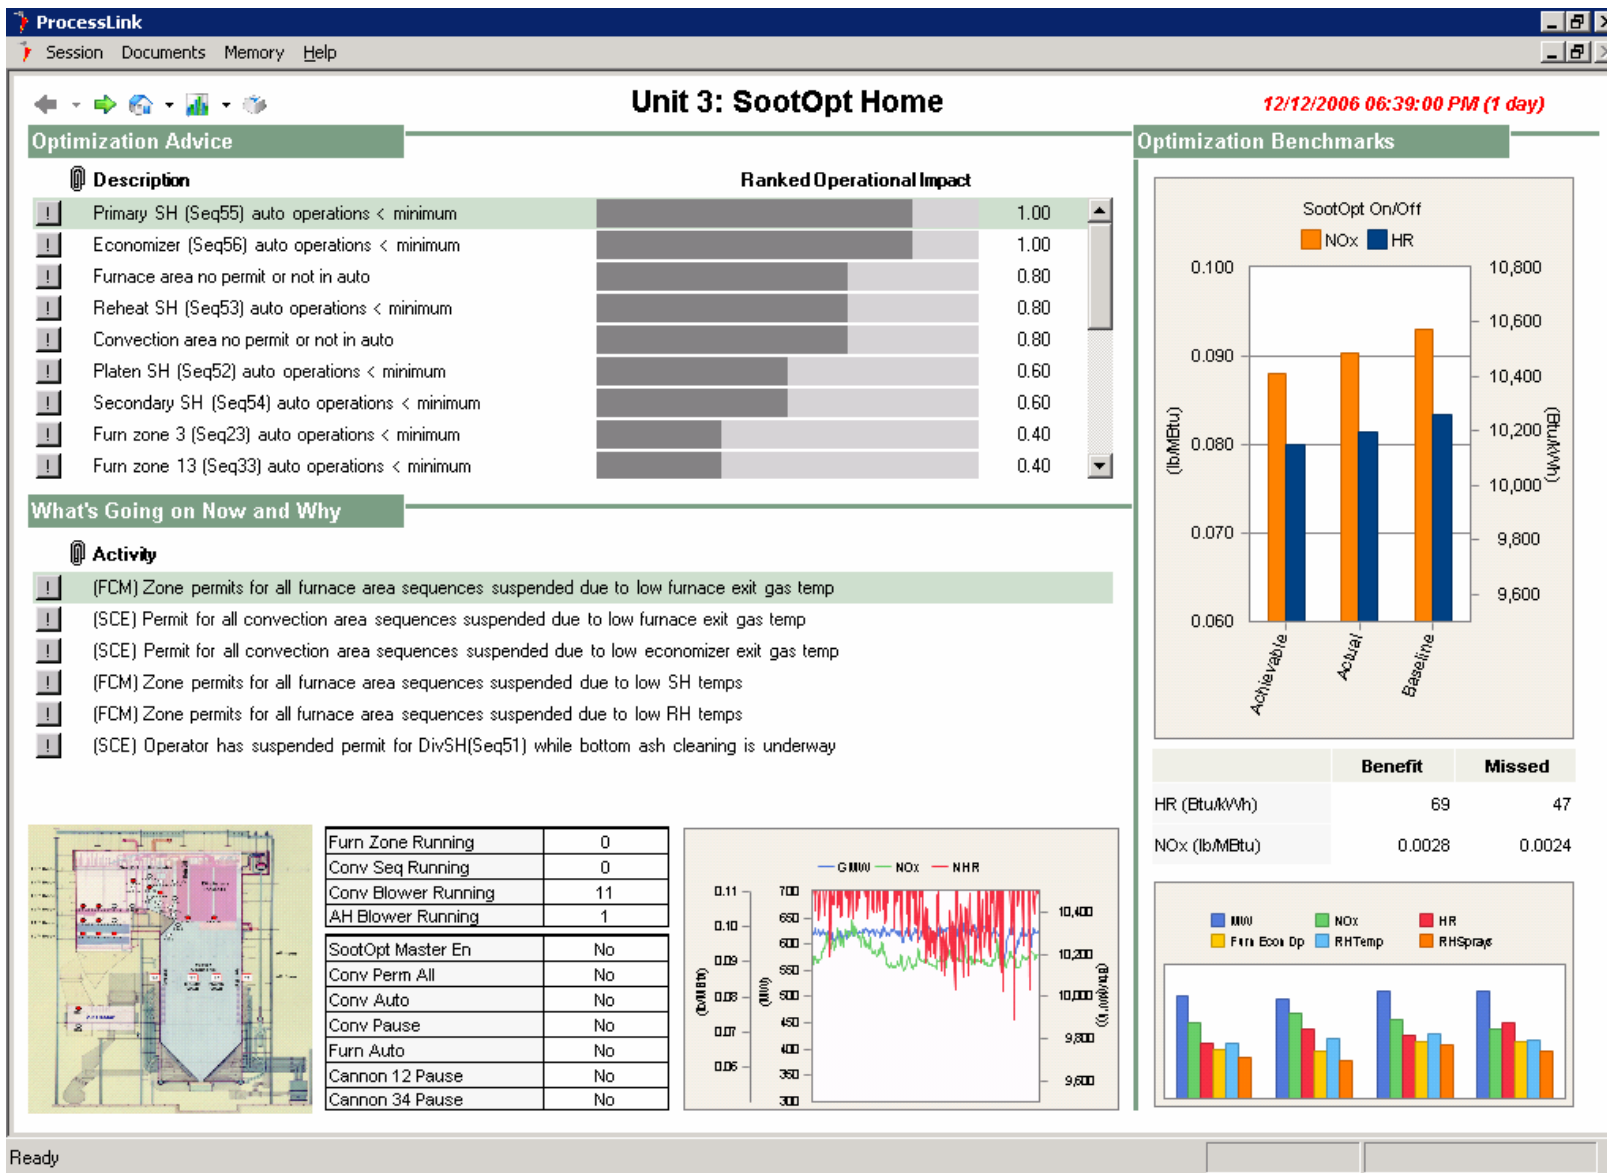 ProcessLink
Session Documents Memory Help
Unit 3: SootOpt Home
12/12/2006 06:39:00 PM (1 day)
Optimization Advice
Description Ranked Operational Impact
! Primary SH (Seq55) auto operations < minimum 1.00
! Economizer (Seq56) auto operations < minimum 1.00
! Furnace area no permit or not in auto 0.80
! Reheat SH (Seq53) auto operations < minimum 0.80
! Convection area no permit or not in auto 0.80
! Platen SH (Seq52) auto operations < minimum 0.60
! Secondary SH (Seq54) auto operations < minimum 0.60
! Furn zone 3 (Seq23) auto operations < minimum 0.40
! Furn zone 13 (Seq33) auto operations < minimum 0.40
What's Going on Now and Why
Activity
! (FCM) Zone permits for all furnace area sequences suspended due to low furnace exit gas temp
! (SCE) Permit for all convection area sequences suspended due to low furnace exit gas temp
! (SCE) Permit for all convection area sequences suspended due to low economizer exit gas temp
! (FCM) Zone permits for all furnace area sequences suspended due to low SH temps
! (FCM) Zone permits for all furnace area sequences suspended due to low RH temps
! (SCE) Operator has suspended permit for DivSH(Seq51) while bottom ash cleaning is underway
Furn Zone Running 0
Conv Seq Running 0
Conv Blower Running 11
AH Blower Running 1
SootOpt Master En No
Conv Perm All No
Conv Auto No
Conv Pause No
Furn Auto No
Cannon 12 Pause No
Cannon 34 Pause No
GMW NOx NHR
0.11
0.10
0.09
0.08
0.07
0.06
(lb/MBtu)
700
650
600
550
500
450
400
350
300
(MW)
10,400
10,200
10,000
9,800
9,600
Optimization Benchmarks
SootOpt On/Off
NOx HR
0.100
0.090
0.080
0.070
0.060
(lb/MBtu)
10,800
10,600
10,400
10,200
10,000
9,800
9,600
(Btu/kWh)
Achievable
Actual
Baseline
Benefit Missed
HR (Btu/kWh) 69 47
NOx (lb/MBtu) 0.0028 0.0024
MW NOx HR
Furn Econ Dp RHTemp RHSprays
Ready